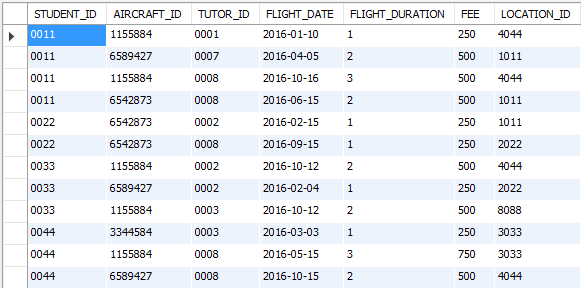 STUDENT_ID AIRCRAFT_ID TUTOR_ID FLIGHT_DATE FLIGHT_DURATION FEE LOCATION_ID
0011 1155884 0001 2016-01-10 1 250 4044
0011 6589427 0007 2016-04-05 2 500 1011
0011 1155884 0008 2016-10-16 3 500 4044
0011 6542873 0008 2016-06-15 2 500 1011
0022 6542873 0002 2016-02-15 1 250 1011
0022 6542873 0008 2016-09-15 1 250 2022
0033 1155884 0002 2016-10-12 2 500 4044
0033 6589427 0002 2016-02-04 1 250 2022
0033 1155884 0003 2016-10-12 2 500 8088
0044 3344584 0003 2016-03-03 1 250 3033
0044 1155884 0008 2016-05-15 3 750 3033
0044 6589427 0008 2016-10-15 2 500 4044